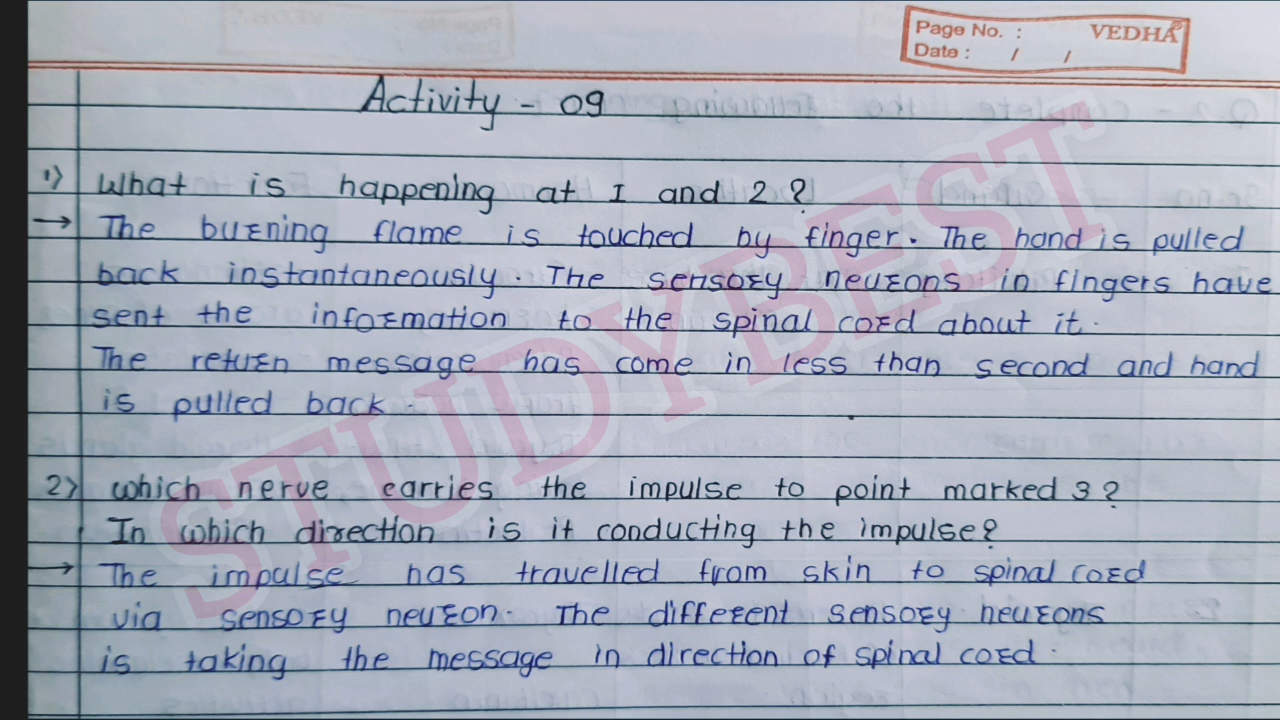 Page No. : VEDHA
Date : / /
Activity - 09
1) What is happening at I and 2 ?
→ The burning flame is touched by finger. The hand is pulled
back instantaneously. The sensory neurons in fingers have
sent the information to the spinal cord about it.
The return message has come in less than second and hand
is pulled back.
2) which nerve carries the impulse to point marked 3 ?
In which direction is it conducting the impulse?
→ The impulse has travelled from skin to spinal cord
via sensory neuron. The different sensory neurons
is taking the message in direction of spinal cord.
STUDYBEST